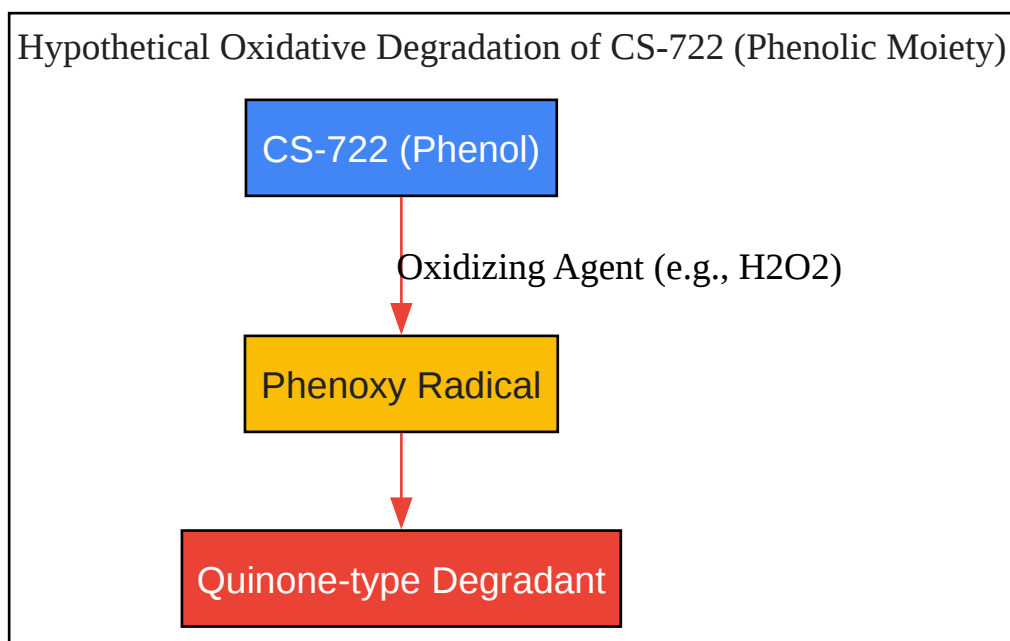 Hypothetical Oxidative Degradation of CS-722 (Phenolic Moiety)
CS-722 (Phenol)
Oxidizing Agent (e.g., H2O2)
Phenoxy Radical
Quinone-type Degradant